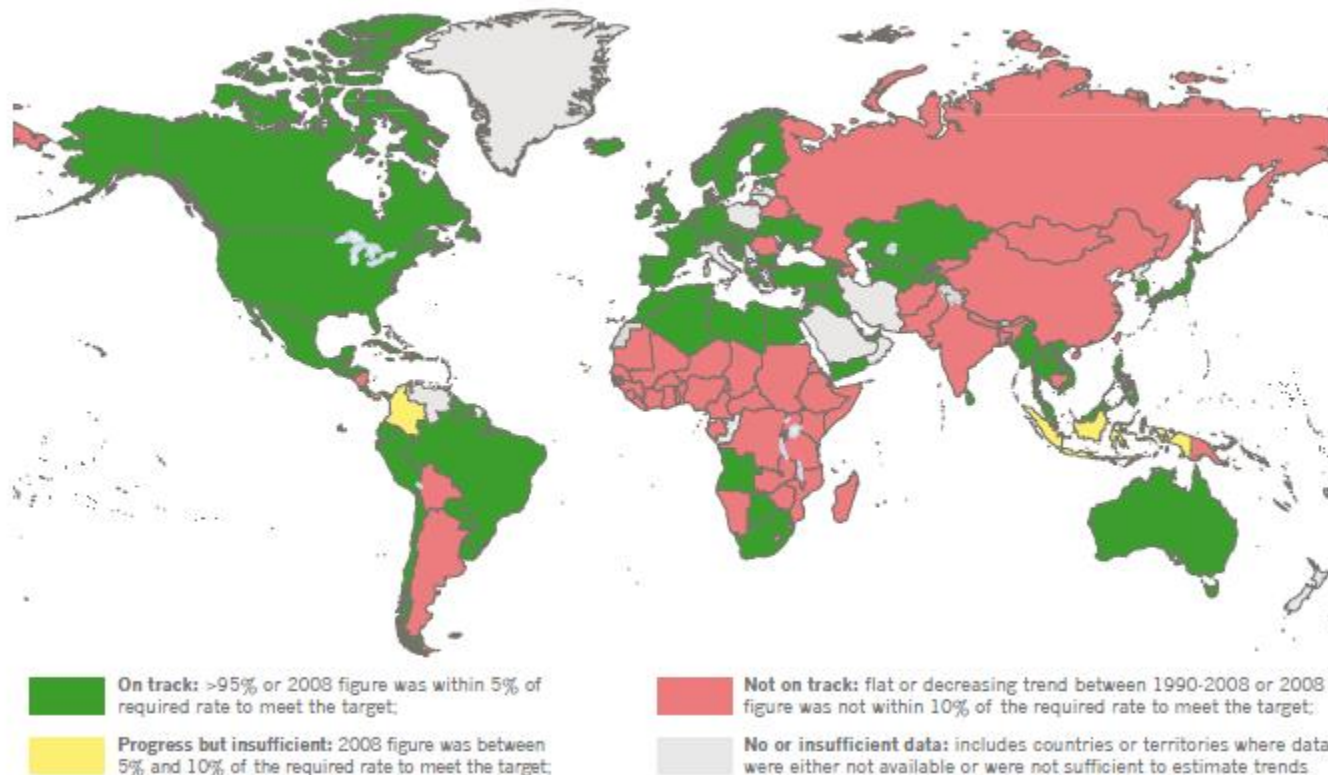 On track: >95% or 2008 figure was within 5% of
required rate to meet the target;
Progress but insufficient: 2008 figure was between
5% and 10% of the required rate to meet the target;
Not on track: flat or decreasing trend between 1990-2008 or 2008
figure was not within 10% of the required rate to meet the target;
No or insufficient data: includes countries or territories where data
were either not available or were not sufficient to estimate trends